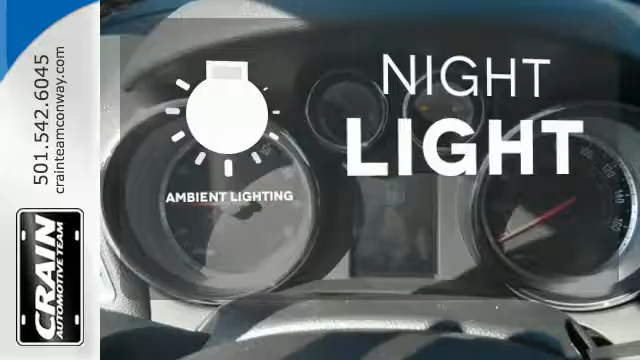 501.542.6045
crainteamconway.com
CRAIN
AUTOMOTIVE TEAM
NIGHT
LIGHT
AMBIENT LIGHTING